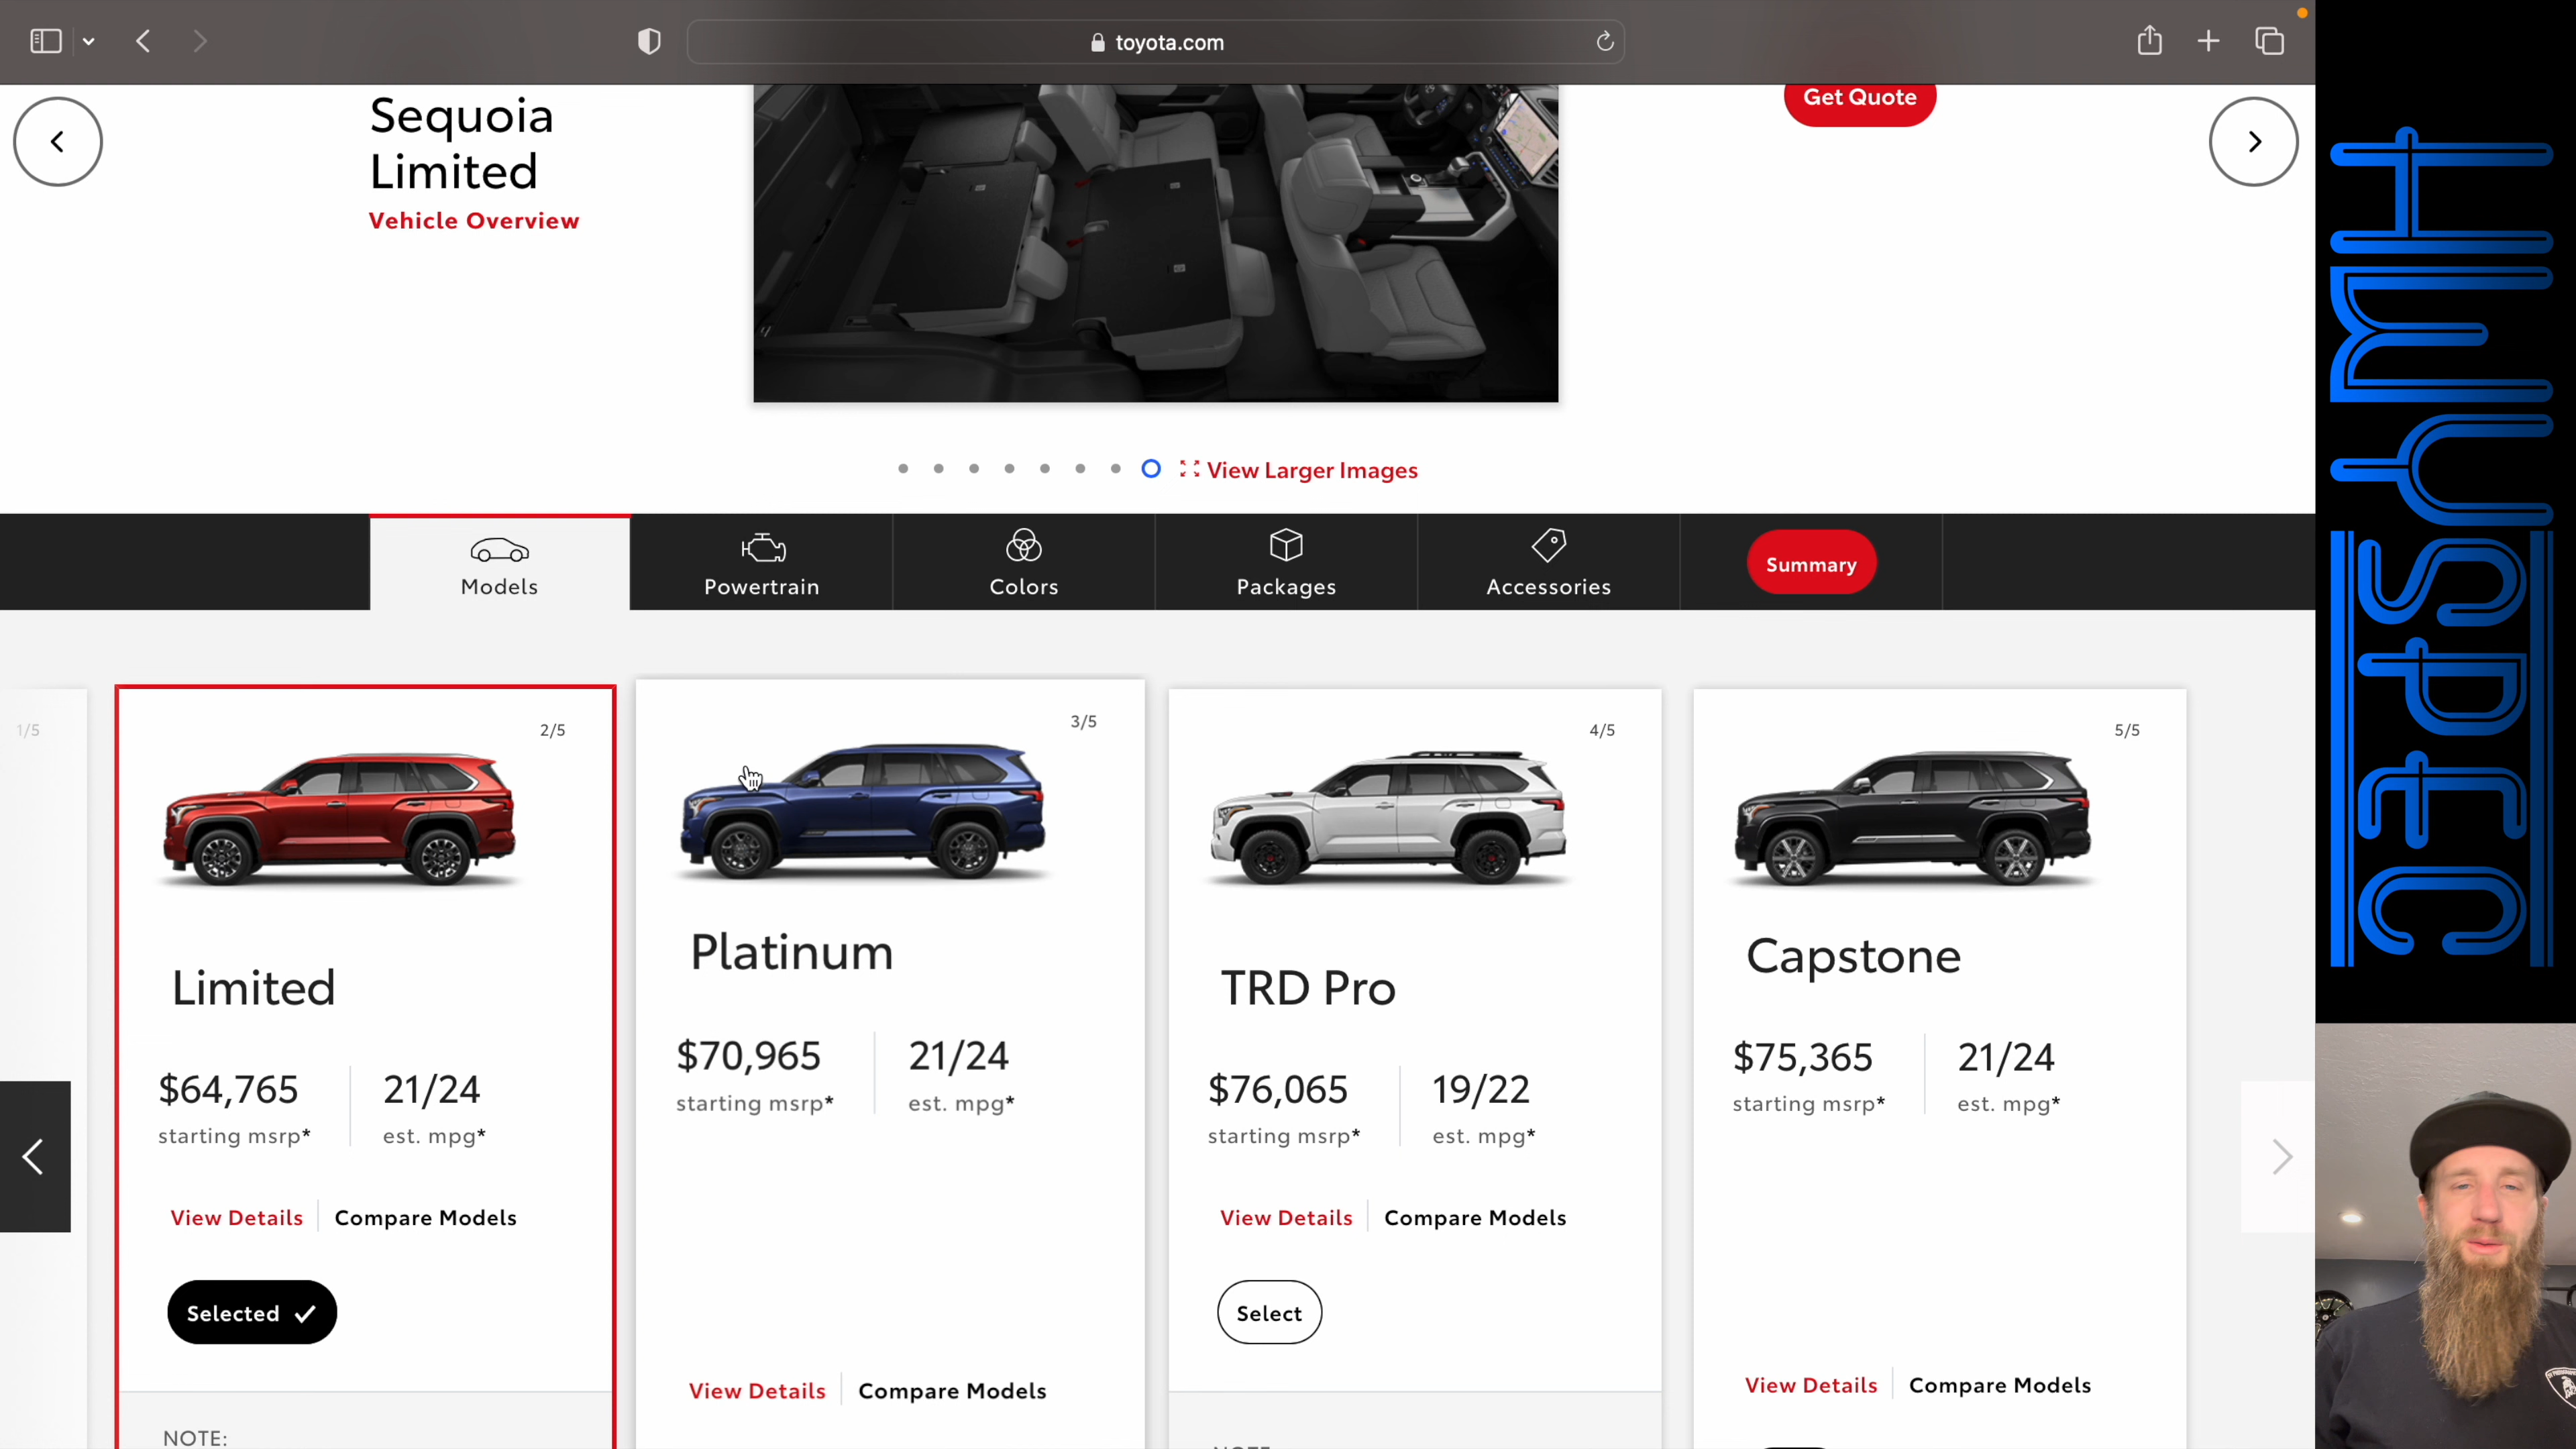 toyota.com
Sequoia
Limited
Vehicle Overview
Get Quote
View Larger Images
Models
Powertrain
Colors
Packages
Accessories
Summary
1/5
2/5
Limited
$64,765
starting msrp*
21/24
est. mpg*
View Details
Compare Models
Selected
NOTE:
3/5
Platinum
$70,965
starting msrp*
21/24
est. mpg*
View Details
Compare Models
4/5
TRD Pro
$76,065
starting msrp*
19/22
est. mpg*
View Details
Compare Models
Select
5/5
Capstone
$75,365
starting msrp*
21/24
est. mpg*
View Details
Compare Models